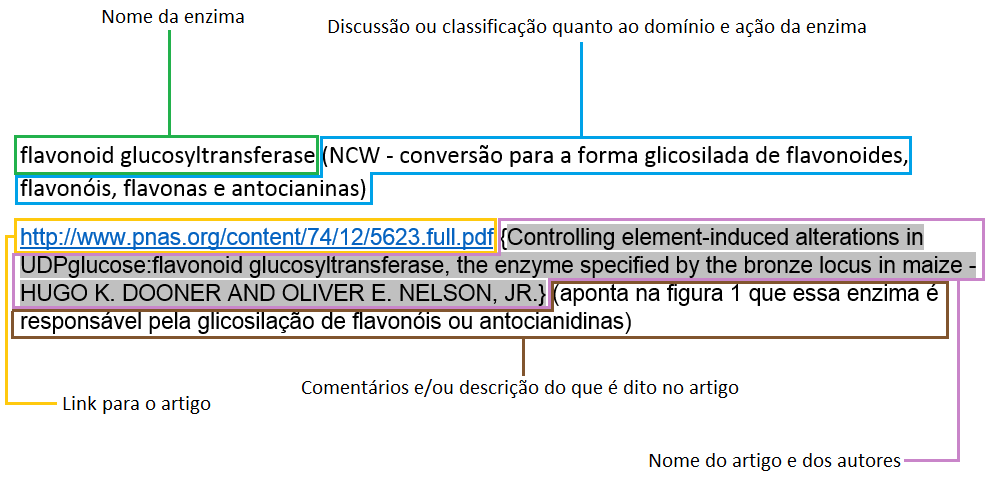 Nome da enzima
Discussão ou classificação quanto ao domínio e ação da enzima
flavonoid glucosyltransferase (NCW - conversão para a forma glicosilada de flavonoides,
flavonóis, flavonas e antocianinas)
http://www.pnas.org/content/74/12/5623.full.pdf {Controlling element-induced alterations in
UDPglucose:flavonoid glucosyltransferase, the enzyme specified by the bronze locus in maize -
HUGO K. DOONER AND OLIVER E. NELSON, JR.} (aponta na figura 1 que essa enzima é
responsável pela glicosilação de flavonóis ou antocianidinas)
Comentários e/ou descrição do que é dito no artigo
Link para o artigo
Nome do artigo e dos autores